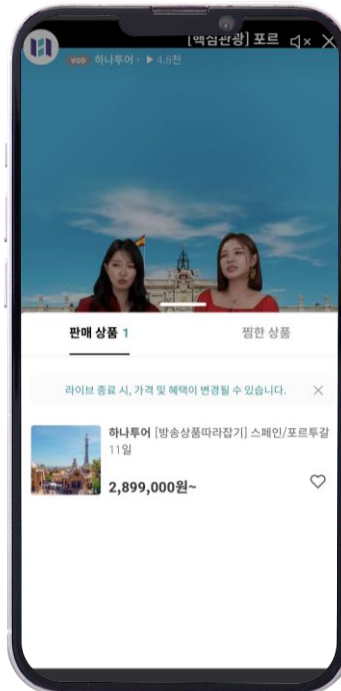 [핵심관광] 포르
VOD 하나투어 · ▶ 4.8천
판매 상품 1
찜한 상품
라이브 종료 시, 가격 및 혜택이 변경될 수 있습니다.
하나투어 [방송상품따라잡기] 스페인/포르투갈
11일
2,899,000원~